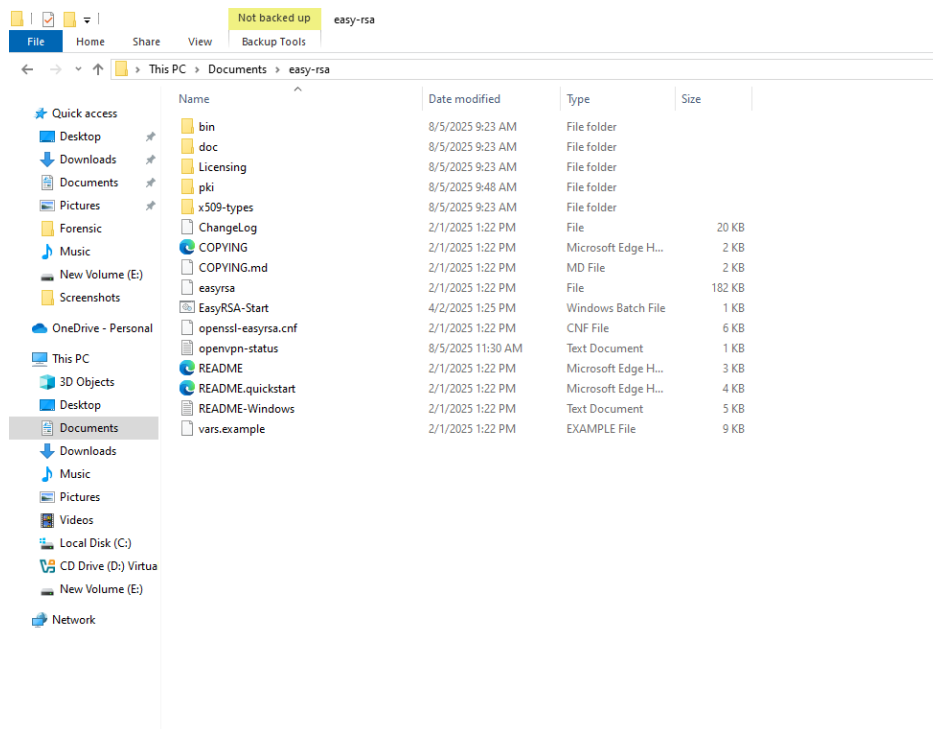 Not backed up easy-rsa
File Home Share View Backup Tools
This PC Documents easy-rsa
Name Date modified Type Size
Quick access
Desktop
Downloads
Documents
Pictures
Forensic
Music
New Volume (E:)
Screenshots
OneDrive - Personal
This PC
3D Objects
Desktop
Documents
Downloads
Music
Pictures
Videos
Local Disk (C:)
CD Drive (D:) Virtua
New Volume (E:)
Network
bin 8/5/2025 9:23 AM File folder
doc 8/5/2025 9:23 AM File folder
Licensing 8/5/2025 9:23 AM File folder
pki 8/5/2025 9:48 AM File folder
x509-types 8/5/2025 9:23 AM File folder
ChangeLog 2/1/2025 1:22 PM File 20 KB
COPYING 2/1/2025 1:22 PM Microsoft Edge H... 2 KB
COPYING.md 2/1/2025 1:22 PM MD File 2 KB
easyrsa 2/1/2025 1:22 PM File 182 KB
EasyRSA-Start 4/2/2025 1:25 PM Windows Batch File 1 KB
openssl-easyrsa.cnf 2/1/2025 1:22 PM CNF File 6 KB
openvpn-status 8/5/2025 11:30 AM Text Document 1 KB
README 2/1/2025 1:22 PM Microsoft Edge H... 3 KB
README.quickstart 2/1/2025 1:22 PM Microsoft Edge H... 4 KB
README-Windows 2/1/2025 1:22 PM Text Document 5 KB
vars.example 2/1/2025 1:22 PM EXAMPLE File 9 KB